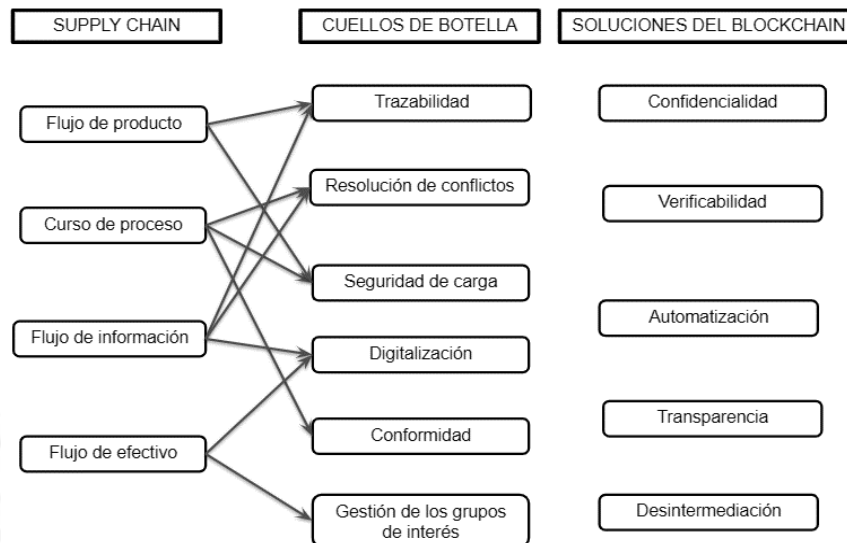 SUPPLY CHAIN
CUELLOS DE BOTELLA
SOLUCIONES DEL BLOCKCHAIN
Flujo de producto
Curso de proceso
Flujo de información
Flujo de efectivo
Trazabilidad
Resolución de conflictos
Seguridad de carga
Digitalización
Conformidad
Gestión de los grupos
de interés
Confidencialidad
Verificabilidad
Automatización
Transparencia
Desintermediación